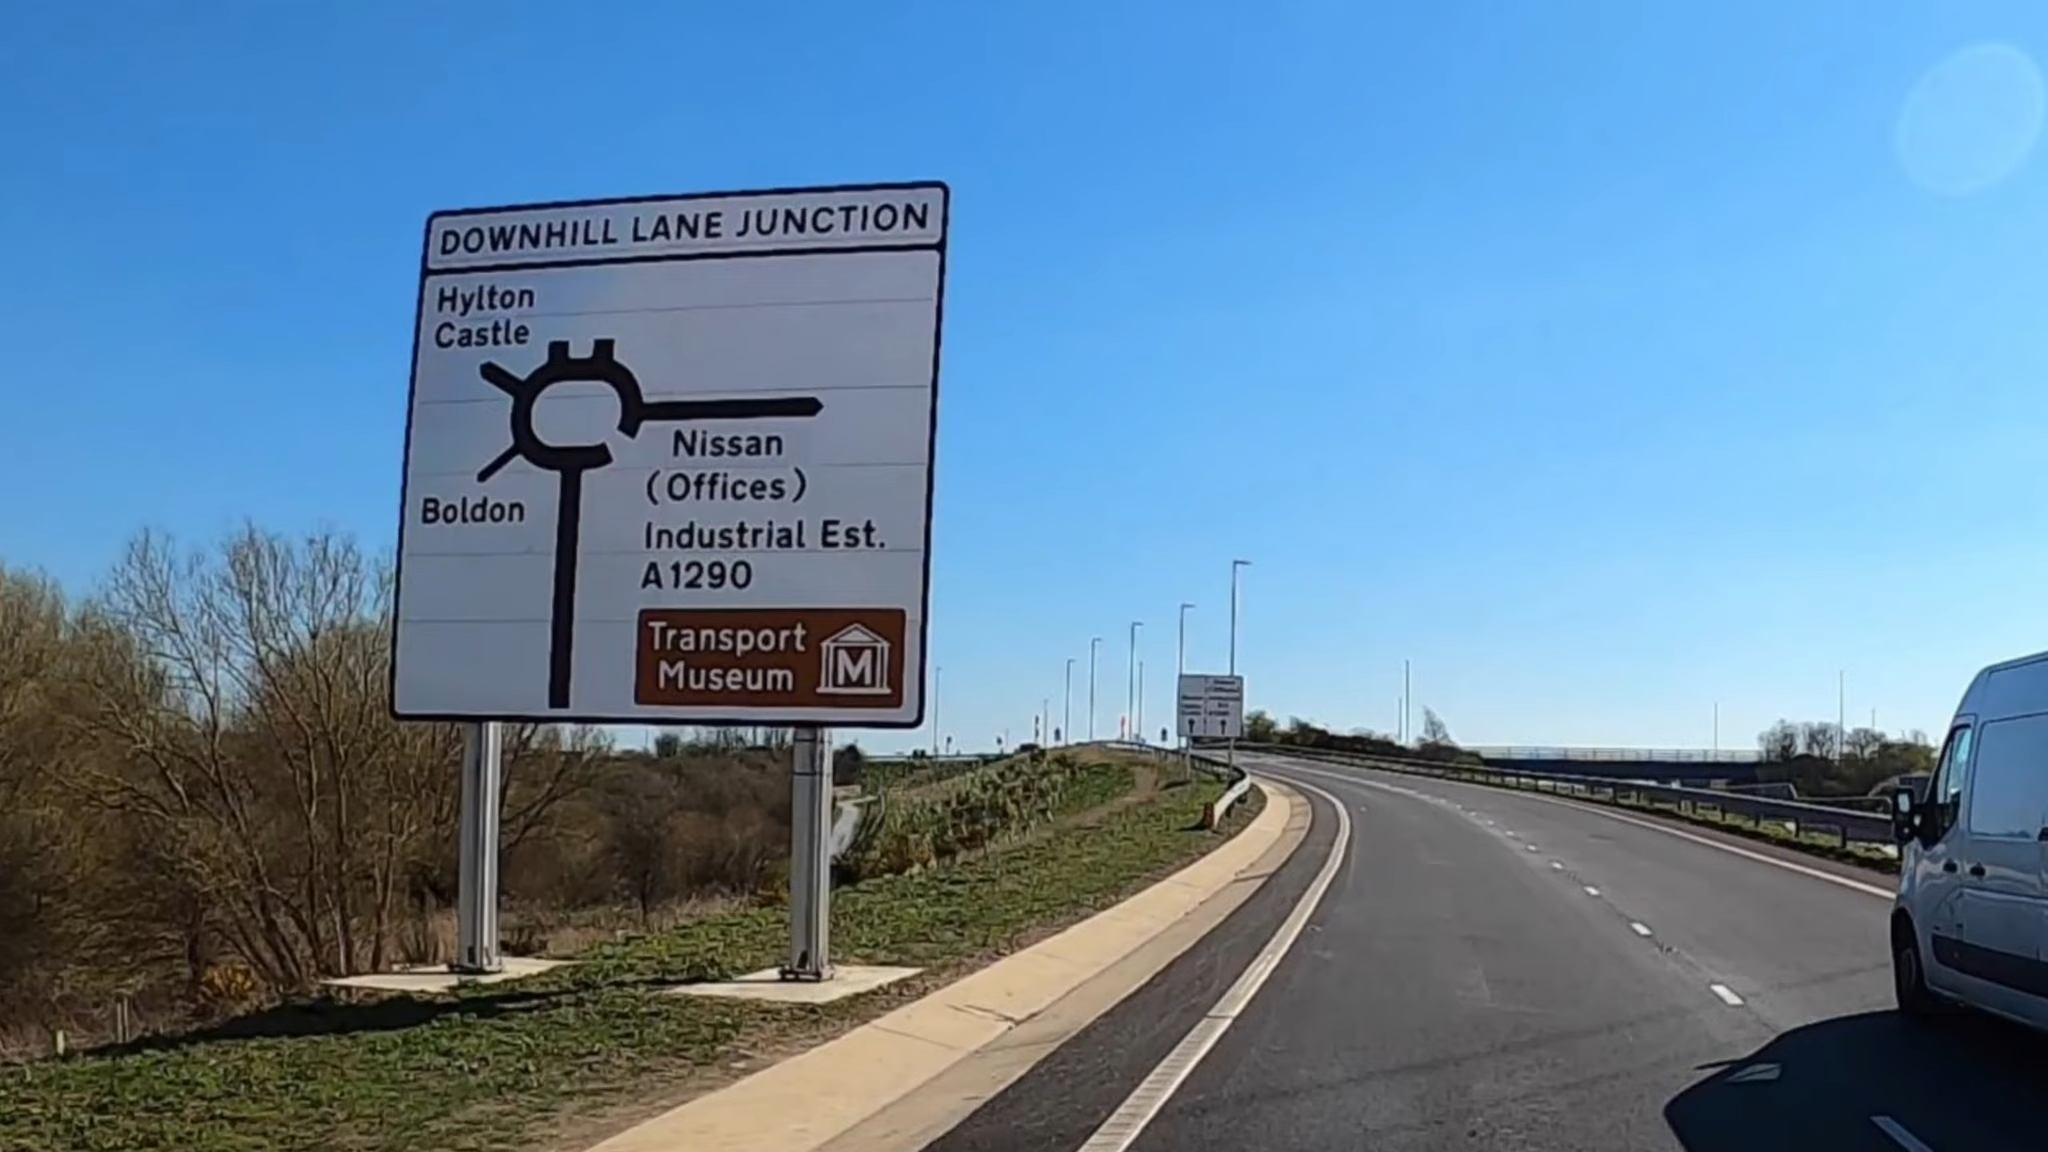 DOWNHILL LANE JUNCTION
Hylton
Castle
Boldon
Nissan
(Offices)
Industrial Est.
A1290
Transport
Museum
M